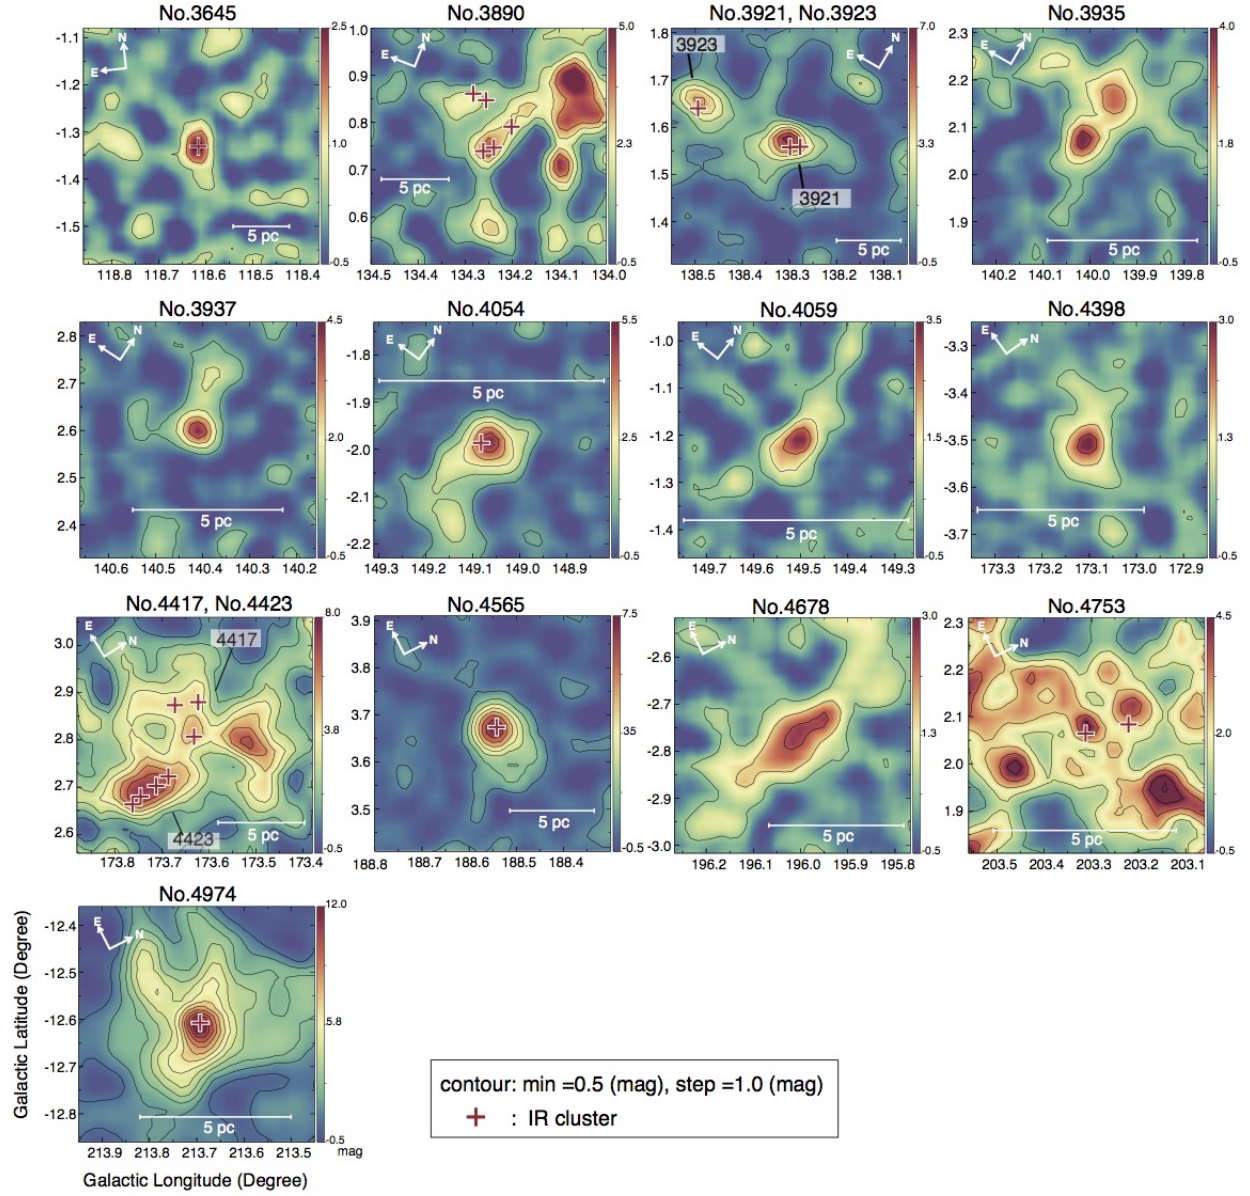 No.3645 No.3890 No.3921, No.3923 No.3935
-1.1 -1.2 -1.3 -1.4 -1.5
118.8 118.7 118.6 118.5 118.4
N E 5 pc
2.5 1.0 -0.5
1.0 0.9 0.8 0.7 0.6
134.5 134.4 134.3 134.2 134.1 134.0
N E 5 pc
5.0 2.3 -0.5
1.8 1.7 1.6 1.5 1.4
138.5 138.4 138.3 138.2 138.1
3923 3921 N E 5 pc
7.0 3.3 -0.5
2.3 2.2 2.1 2.0 1.9
140.2 140.1 140.0 139.9 139.8
N E 5 pc
4.0 1.8 -0.5
No.3937 No.4054 No.4059 No.4398
2.8 2.7 2.6 2.5 2.4
140.6 140.5 140.4 140.3 140.2
E N 5 pc
4.5 2.0 -0.5
-1.8 -1.9 -2.0 -2.1 -2.2
149.3 149.2 149.1 149.0 148.9
E N 5 pc
5.5 2.5 -0.5
-1.0 -1.1 -1.2 -1.3 -1.4
149.7 149.6 149.5 149.4 149.3
E N 5 pc
3.5 1.5 -0.5
-3.3 -3.4 -3.5 -3.6 -3.7
173.3 173.2 173.1 173.0 172.9
E N 5 pc
3.0 1.3 -0.5
No.4417, No.4423 No.4565 No.4678 No.4753
3.0 2.9 2.8 2.7 2.6
173.8 173.7 173.6 173.5 173.4
4417 4423 E N 5 pc
8.0 3.8 -0.5
3.9 3.8 3.7 3.6 3.5
188.8 188.7 188.6 188.5 188.4
E N 5 pc
7.5 35 -0.5
-2.6 -2.7 -2.8 -2.9 -3.0
196.2 196.1 196.0 195.9 195.8
E N 5 pc
3.0 1.3 -0.5
2.3 2.2 2.1 2.0 1.9
203.5 203.4 203.3 203.2 203.1
E N 5 pc
4.5 2.0 -0.5
No.4974
-12.4 -12.5 -12.6 -12.7 -12.8
213.9 213.8 213.7 213.6 213.5
E N 5 pc
12.0 5.8 -0.5 mag
Galactic Latitude (Degree)
Galactic Longitude (Degree)
contour: min =0.5 (mag), step =1.0 (mag)
+ : IR cluster